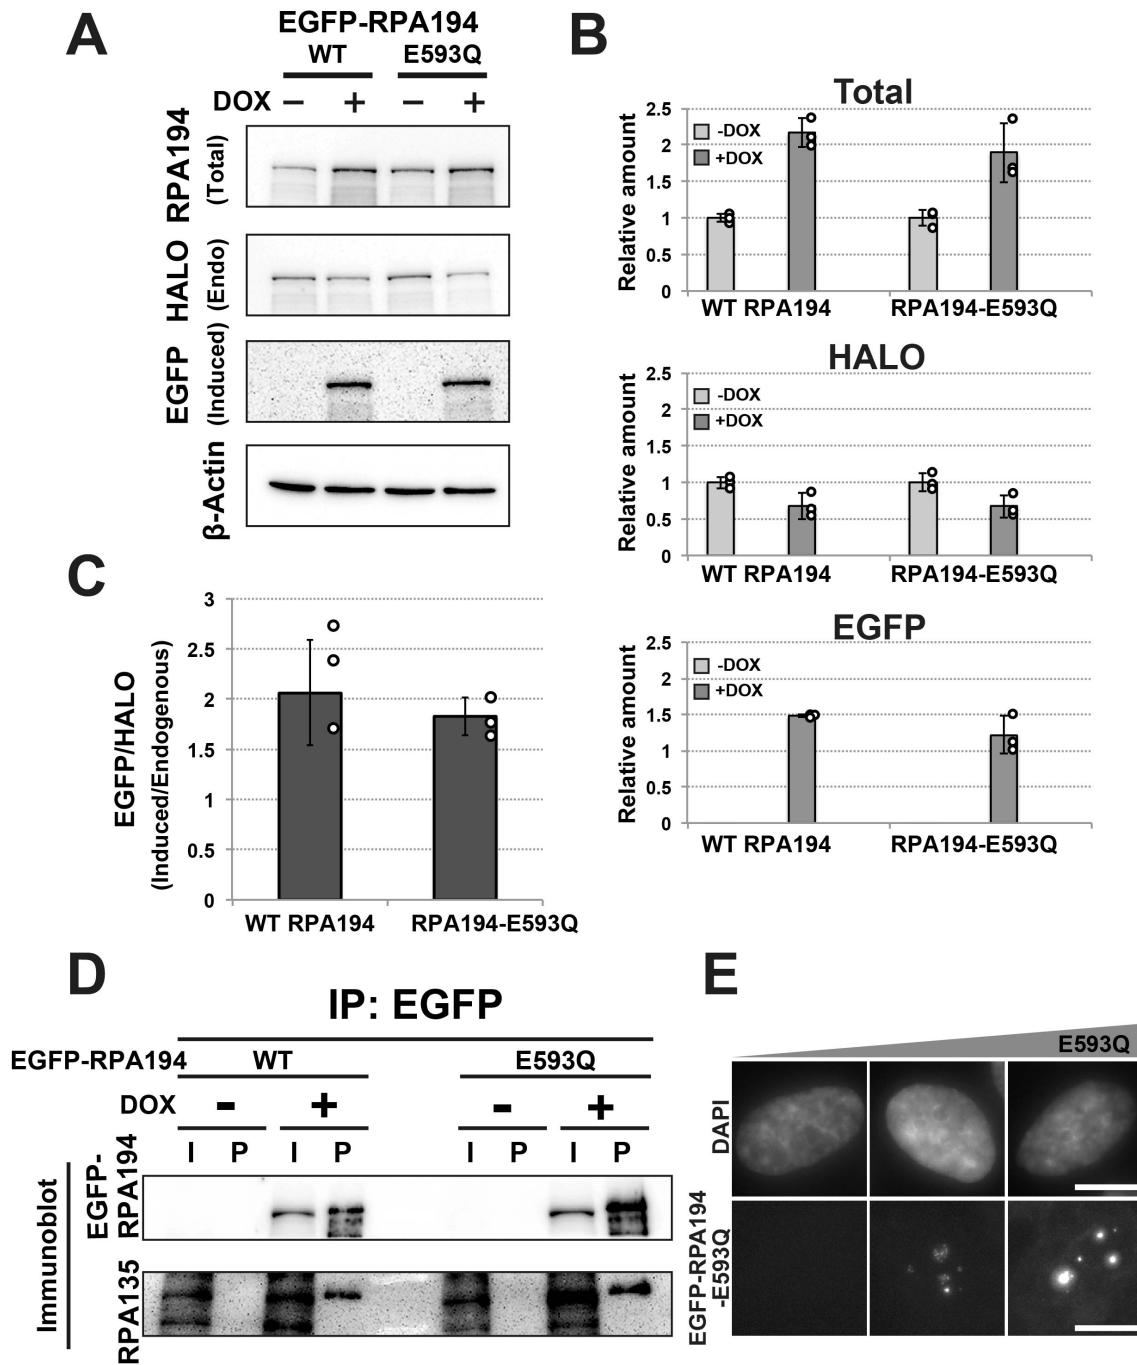 A
EGFP-RPA194
WT E593Q
DOX − + − +
RPA194 (Total)
HALO (Endo)
EGFP (Induced)
β-Actin
B
Total
Relative amount
2.5
2
1.5
1
0.5
0
-DOX
+DOX
WT RPA194 RPA194-E593Q
HALO
Relative amount
2.5
2
1.5
1
0.5
0
-DOX
+DOX
WT RPA194 RPA194-E593Q
EGFP
Relative amount
2.5
2
1.5
1
0.5
0
-DOX
+DOX
WT RPA194 RPA194-E593Q
C
EGFP/HALO
(Induced/Endogenous)
3
2.5
2
1.5
1
0.5
0
WT RPA194 RPA194-E593Q
D
IP: EGFP
EGFP-RPA194 WT E593Q
DOX - + - +
I P I P I P I P
Immunoblot
EGFP-
RPA194
RPA135
E
E593Q
DAPI
EGFP-RPA194
-E593Q